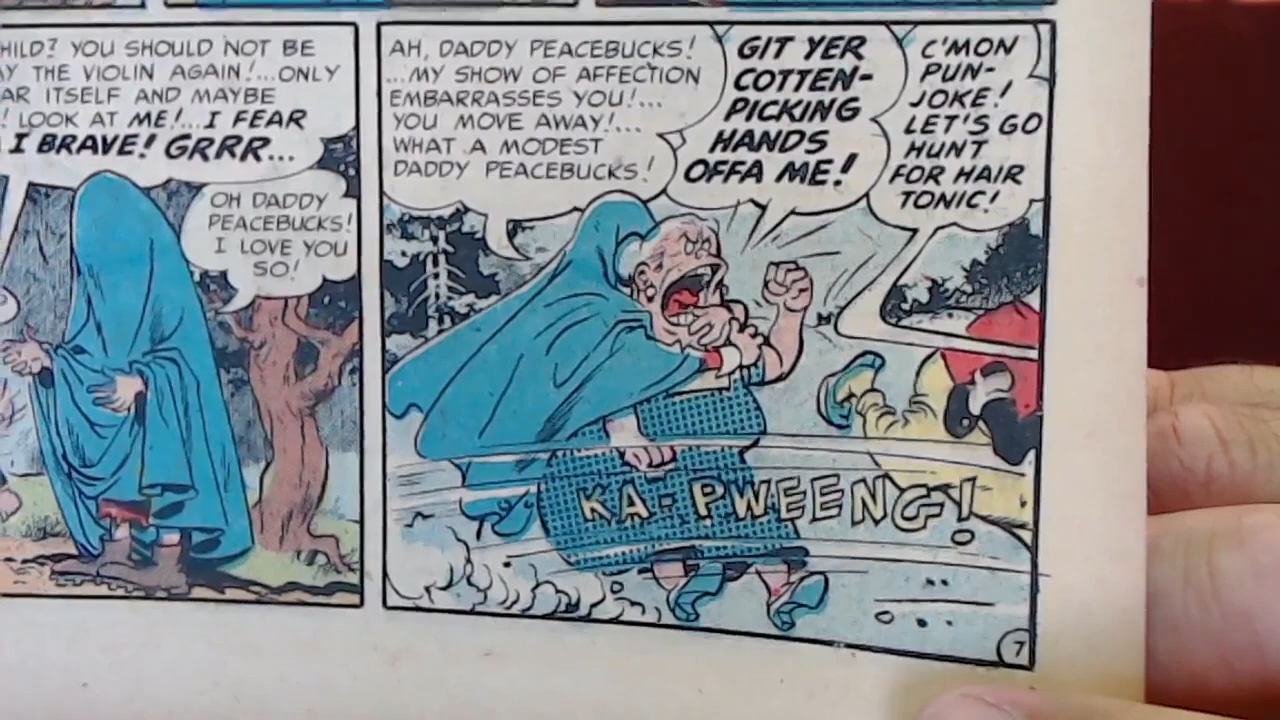 HILD? YOU SHOULD NOT BE
Y THE VIOLIN AGAIN!...ONLY
AR ITSELF AND MAYBE
! LOOK AT ME!...I FEAR
I BRAVE! GRRR...
OH DADDY
PEACEBUCKS!
I LOVE YOU
SO!
AH, DADDY PEACEBUCKS!
...MY SHOW OF AFFECTION
EMBARRASSES YOU!...
YOU MOVE AWAY!...
WHAT A MODEST
DADDY PEACEBUCKS!
GIT YER
COTTEN-
PICKING
HANDS
OFFA ME!
C'MON
PUN-
JOKE!
LET'S GO
HUNT
FOR HAIR
TONIC!
KA-PWEENG!
7